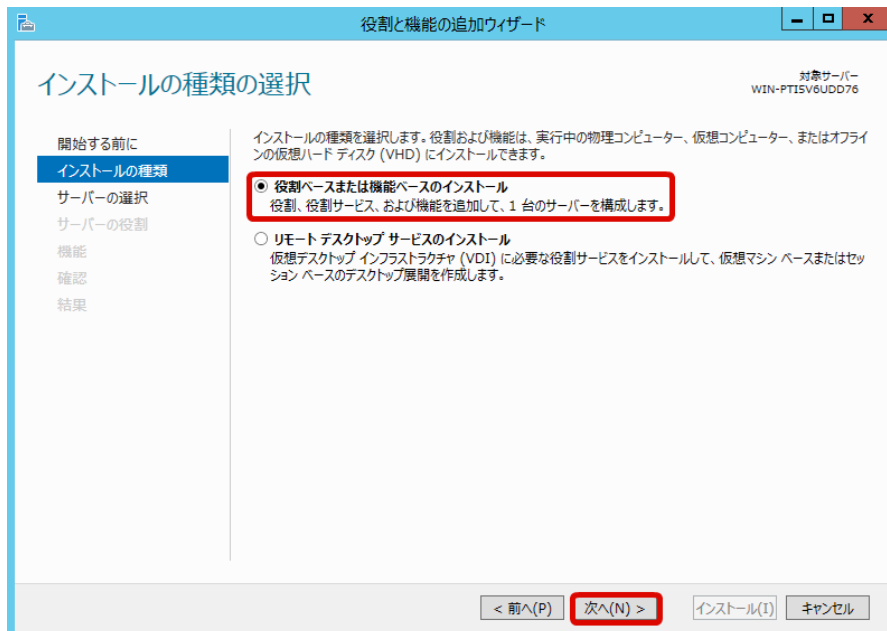 役割と機能の追加ウィザード
インストールの種類の選択
対象サーバー
WIN-PTI5V6UDD76
開始する前に
インストールの種類
サーバーの選択
サーバーの役割
機能
確認
結果
インストールの種類を選択します。役割および機能は、実行中の物理コンピューター、仮想コンピューター、またはオフライ
ンの仮想ハード ディスク (VHD) にインストールできます。
役割ベースまたは機能ベースのインストール
役割、役割サービス、および機能を追加して、1 台のサーバーを構成します。
リモート デスクトップ サービスのインストール
仮想デスクトップ インフラストラクチャ (VDI) に必要な役割サービスをインストールして、仮想マシン ベースまたはセッ
ション ベースのデスクトップ展開を作成します。
< 前へ(P) 次へ(N) > インストール(I) キャンセル